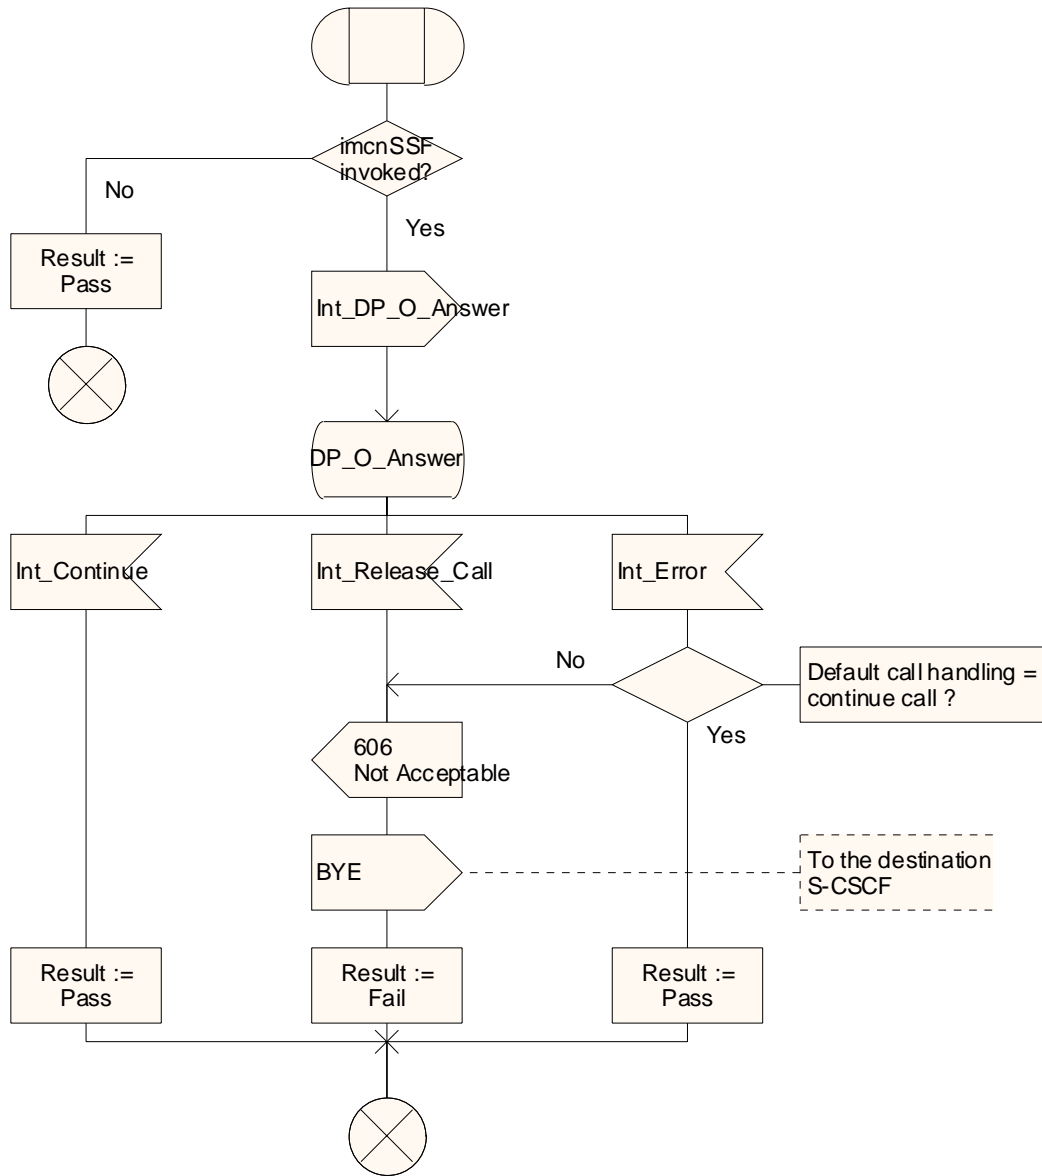 imcnSSF
invoked?
No
Yes
Result :=
Pass
Int_DP_O_Answer
DP_O_Answer
Int_Continue
Int_Release_Call
Int_Error
No
Default call handling =
continue call ?
Yes
606
Not Acceptable
BYE
To the destination
S-CSCF
Result :=
Pass
Result :=
Fail
Result :=
Pass